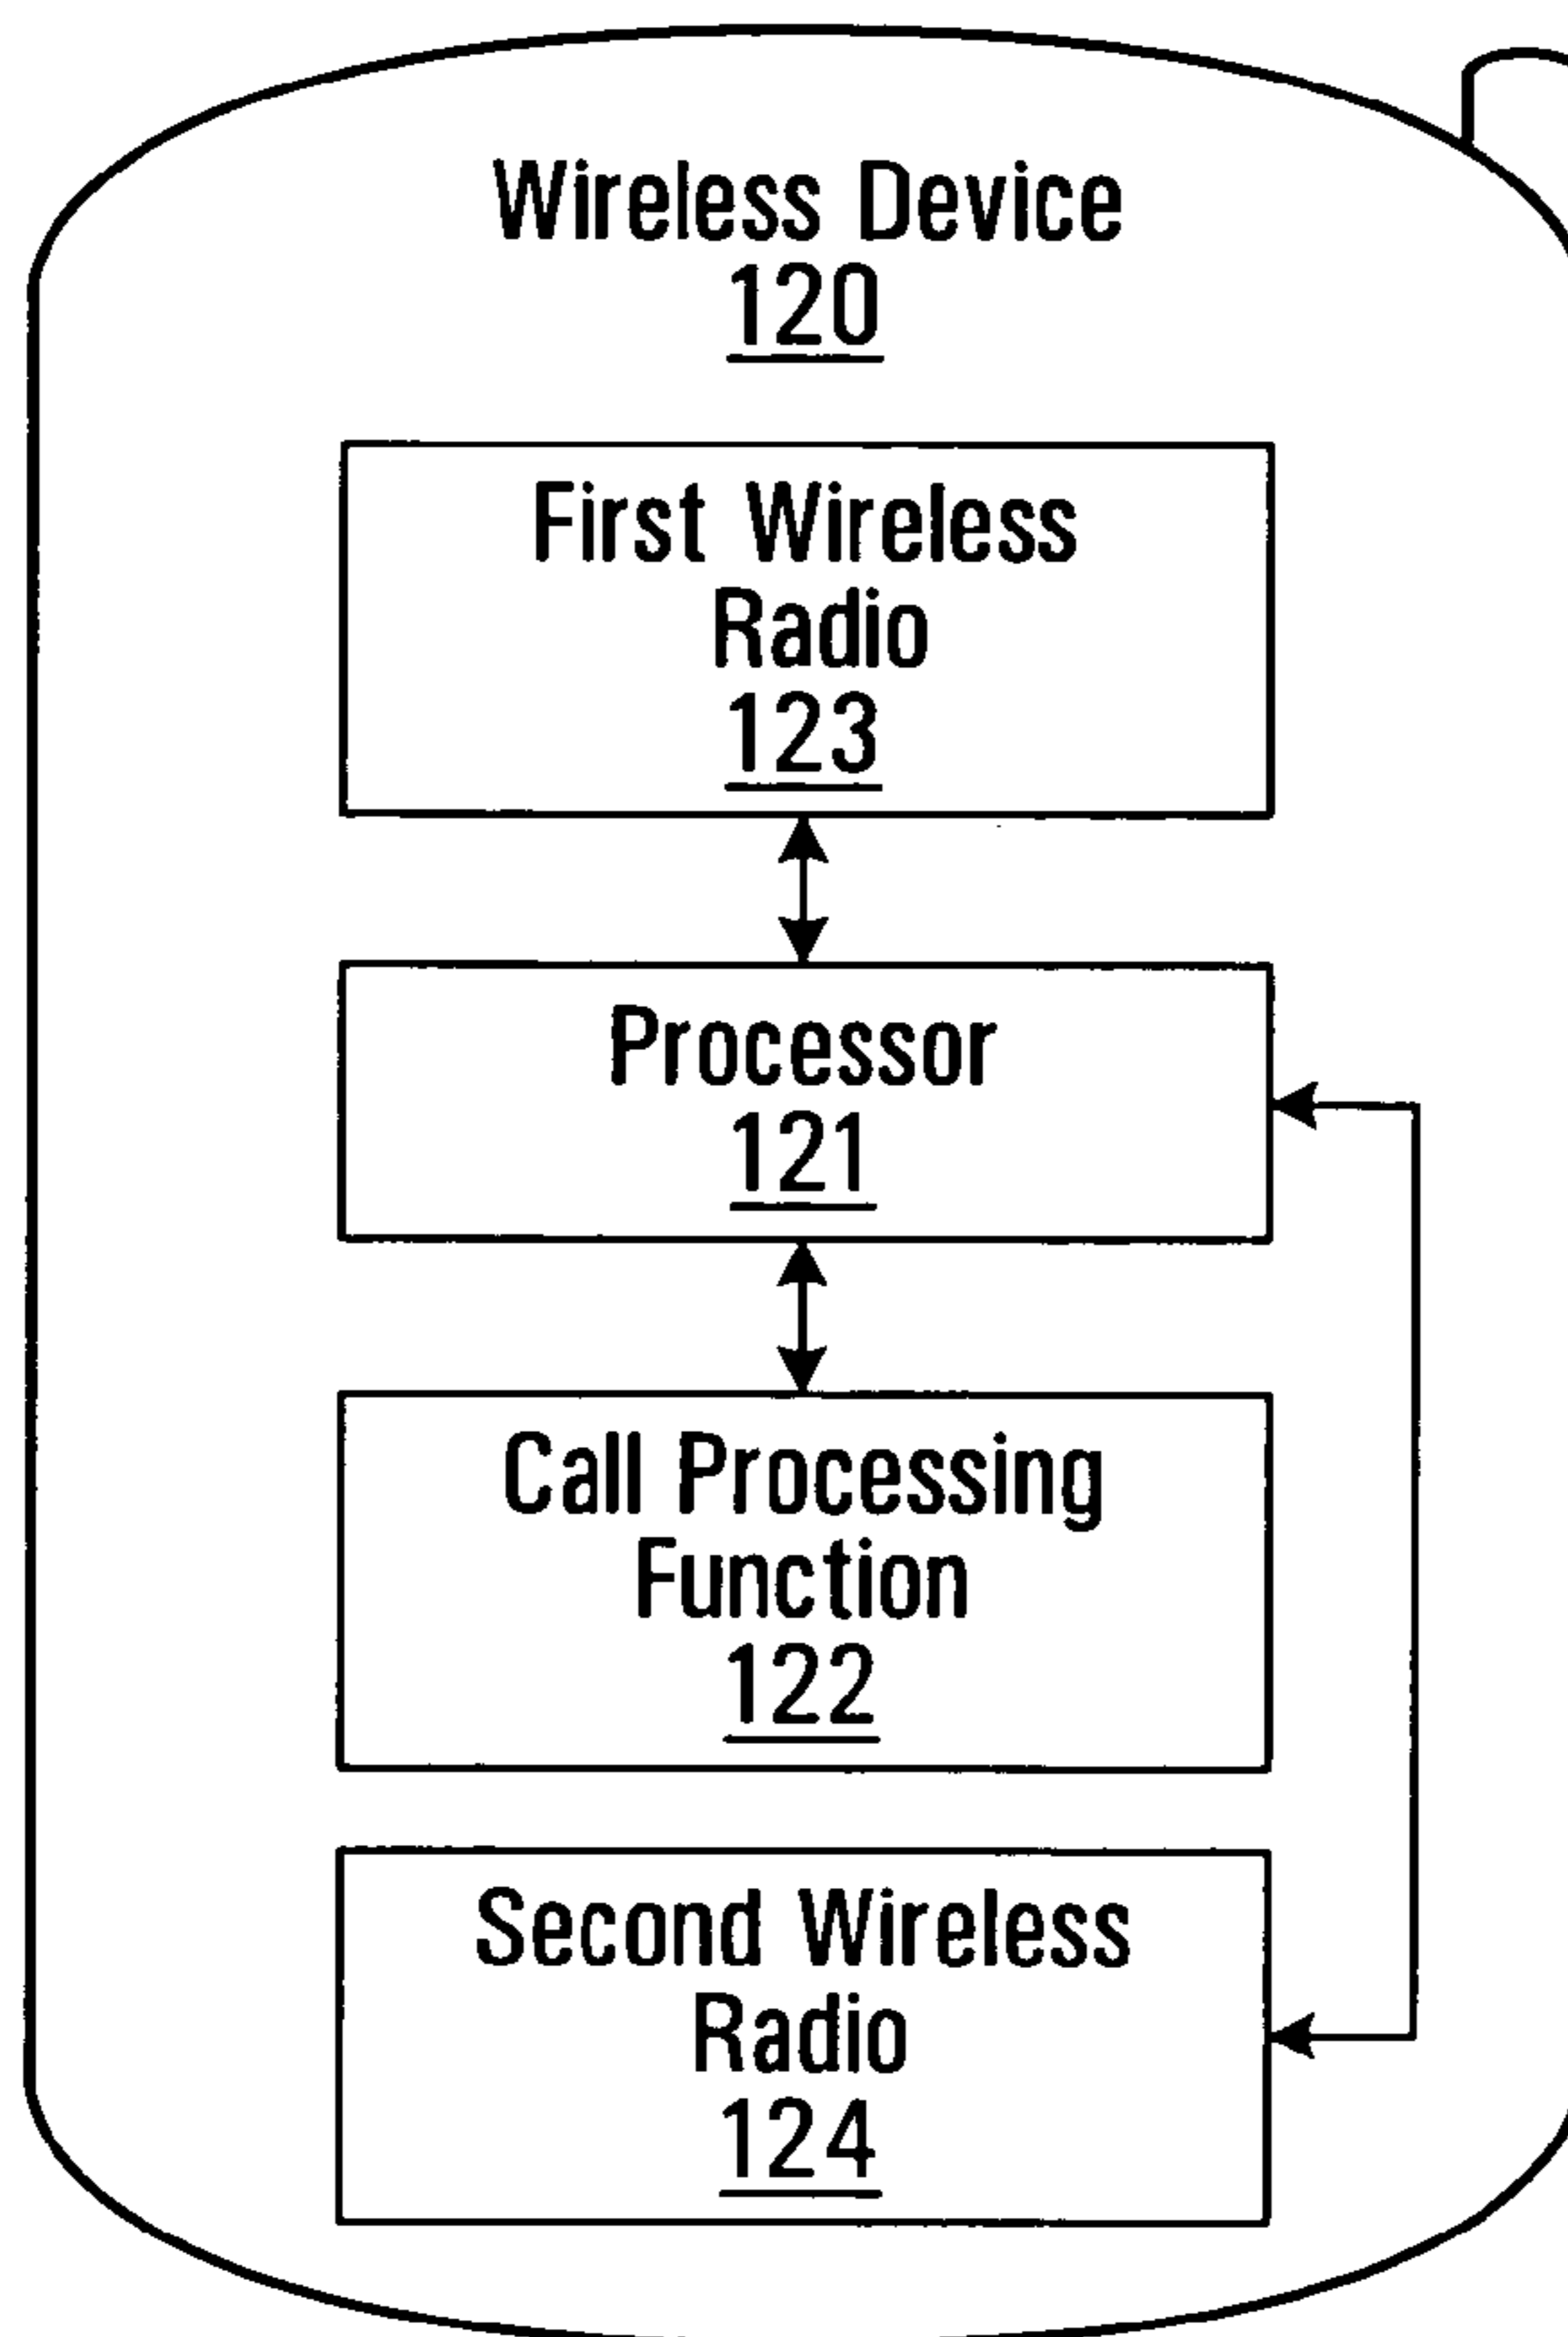 Wireless Device
120
First Wireless
Radio
123
Processor
121
Call Processing
Function
122
Second Wireless
Radio
124